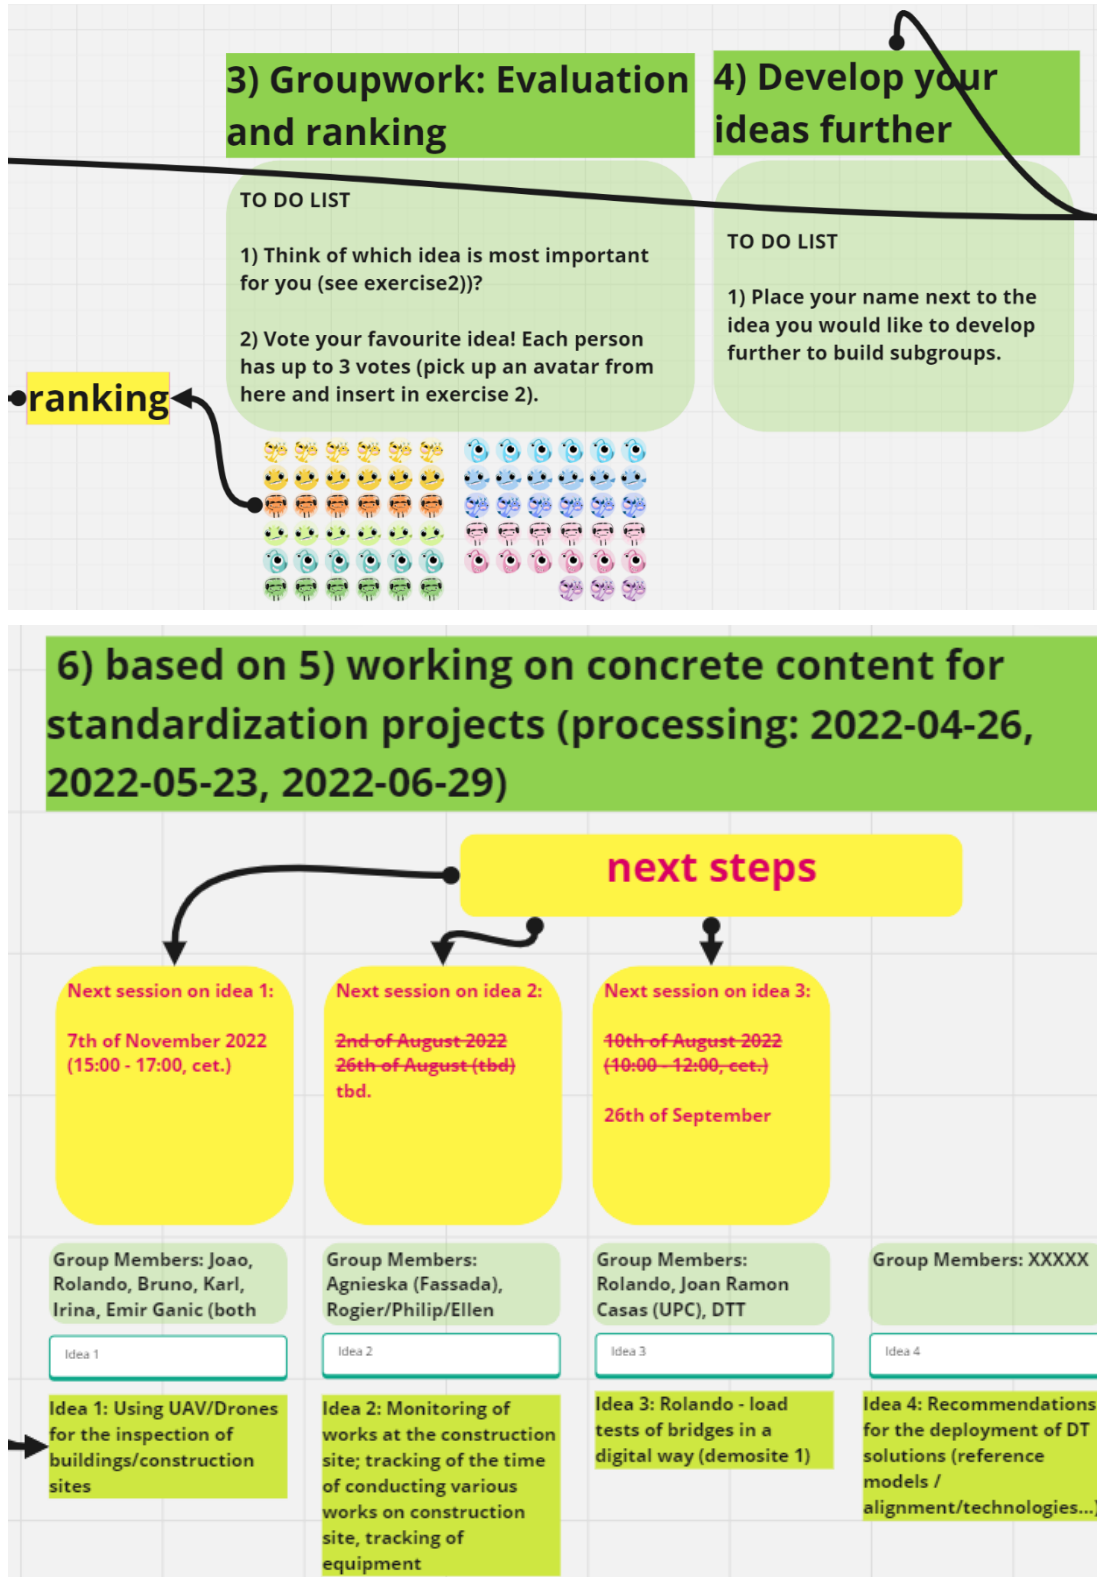 3) Groupwork: Evaluation
and ranking
TO DO LIST
1) Think of which idea is most important
for you (see exercise2))?
2) Vote your favourite idea! Each person
has up to 3 votes (pick up an avatar from
here and insert in exercise 2).
ranking
4) Develop your
ideas further
TO DO LIST
1) Place your name next to the
idea you would like to develop
further to build subgroups.
6) based on 5) working on concrete content for
standardization projects (processing: 2022-04-26,
2022-05-23, 2022-06-29)
next steps
Next session on idea 1:
7th of November 2022
(15:00 - 17:00, cet.)
Next session on idea 2:
2nd of August 2022
26th of August (tbd)
tbd.
Next session on idea 3:
10th of August 2022
(10:00 - 12:00, cet.)
26th of September
Group Members: Joao,
Rolando, Bruno, Karl,
Irina, Emir Ganic (both
Idea 1
Idea 1: Using UAV/Drones
for the inspection of
buildings/construction
sites
Group Members:
Agnieska (Fassada),
Rogier/Philip/Ellen
Idea 2
Idea 2: Monitoring of
works at the construction
site; tracking of the time
of conducting various
works on construction
site, tracking of
equipment
Group Members:
Rolando, Joan Ramon
Casas (UPC), DTT
Idea 3
Idea 3: Rolando - load
tests of bridges in a
digital way (demosite 1)
Group Members: XXXXX
Idea 4
Idea 4: Recommendations
for the deployment of DT
solutions (reference
models /
alignment/technologies...)